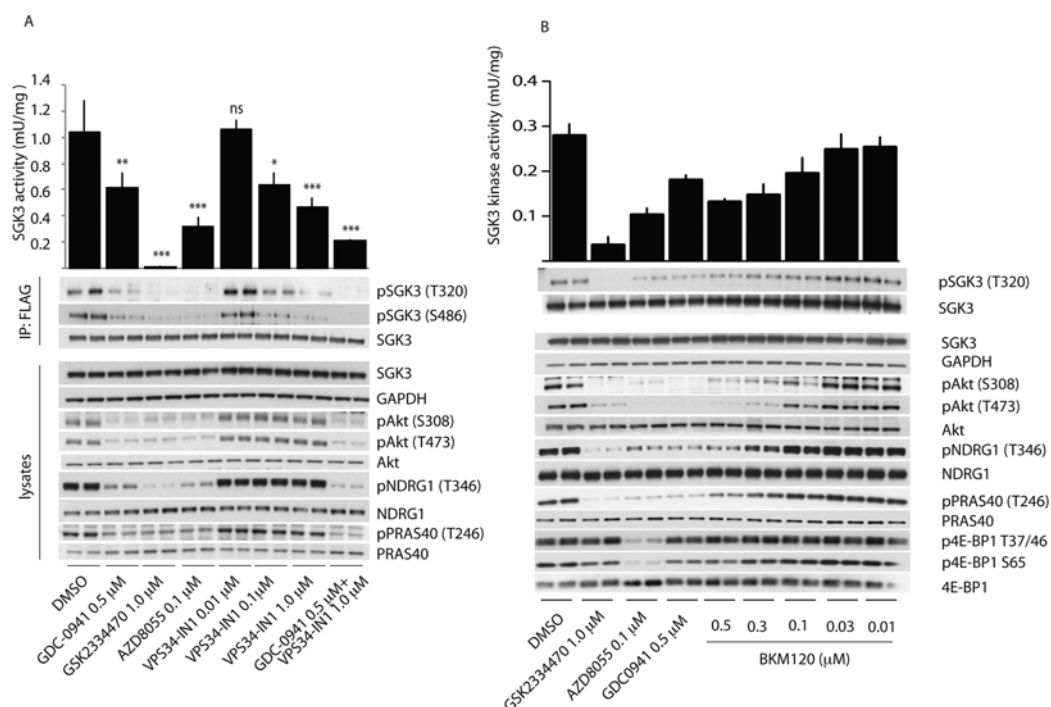 A
SGK3 activity (mU/mg)
1.4
1.2
1.0
0.8
0.6
0.4
0.2
**
***
***
ns
*
***
***
IP: FLAG
pSGK3 (T320)
pSGK3 (S486)
SGK3
lysates
SGK3
GAPDH
pAkt (S308)
pAkt (T473)
Akt
pNDRG1 (T346)
NDRG1
pPRAS40 (T246)
PRAS40
DMSO
GDC-0941 0.5 μM
GSK2334470 1.0 μM
AZD8055 0.1 μM
VPS34-IN1 0.01 μM
VPS34-IN1 0.1μM
VPS34-IN1 1.0 μM
GDC-0941 0.5 μM+
VPS34-IN1 1.0 μM
B
SGK3 kinase activity (mU/mg)
0.4
0.3
0.2
0.1
pSGK3 (T320)
SGK3
SGK3
GAPDH
pAkt (S308)
pAkt (T473)
Akt
pNDRG1 (T346)
NDRG1
pPRAS40 (T246)
PRAS40
p4E-BP1 T37/46
p4E-BP1 S65
4E-BP1
DMSO
GSK2334470 1.0 μM
AZD8055 0.1 μM
GDC0941 0.5 μM
0.5 0.3 0.1 0.03 0.01
BKM120 (μM)